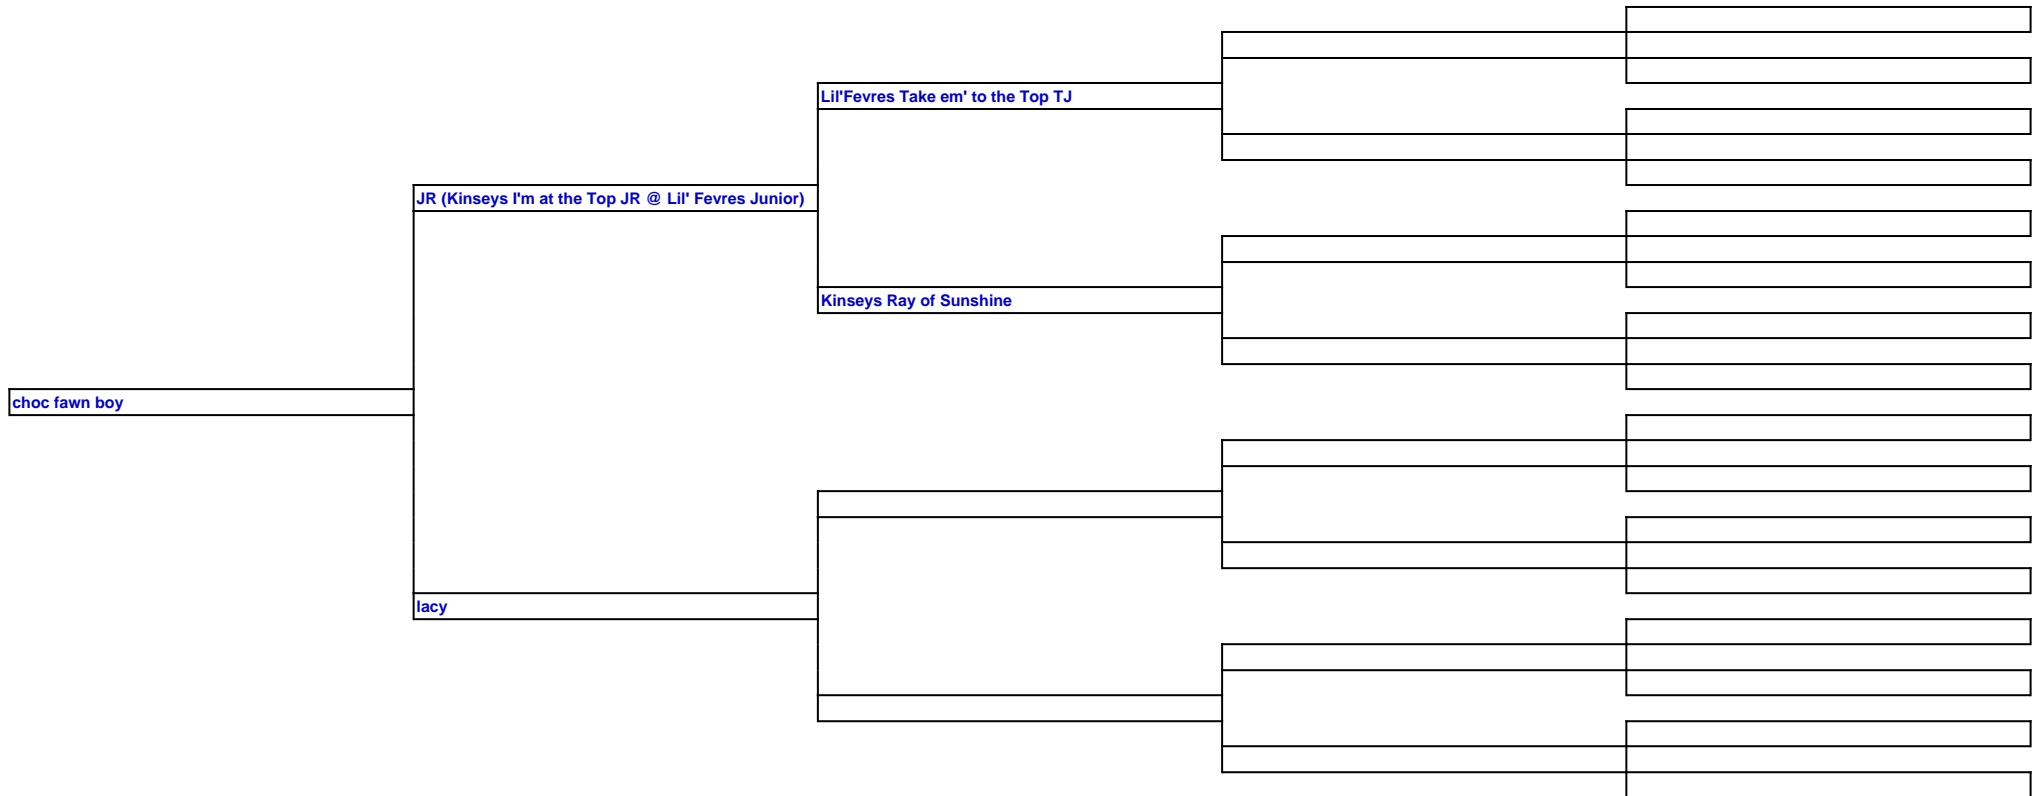 Lil'Fevres Take em' to the Top TJ
JR (Kinseys I'm at the Top JR @ Lil' Fevres Junior)
Kinseys Ray of Sunshine
choc fawn boy
lacy